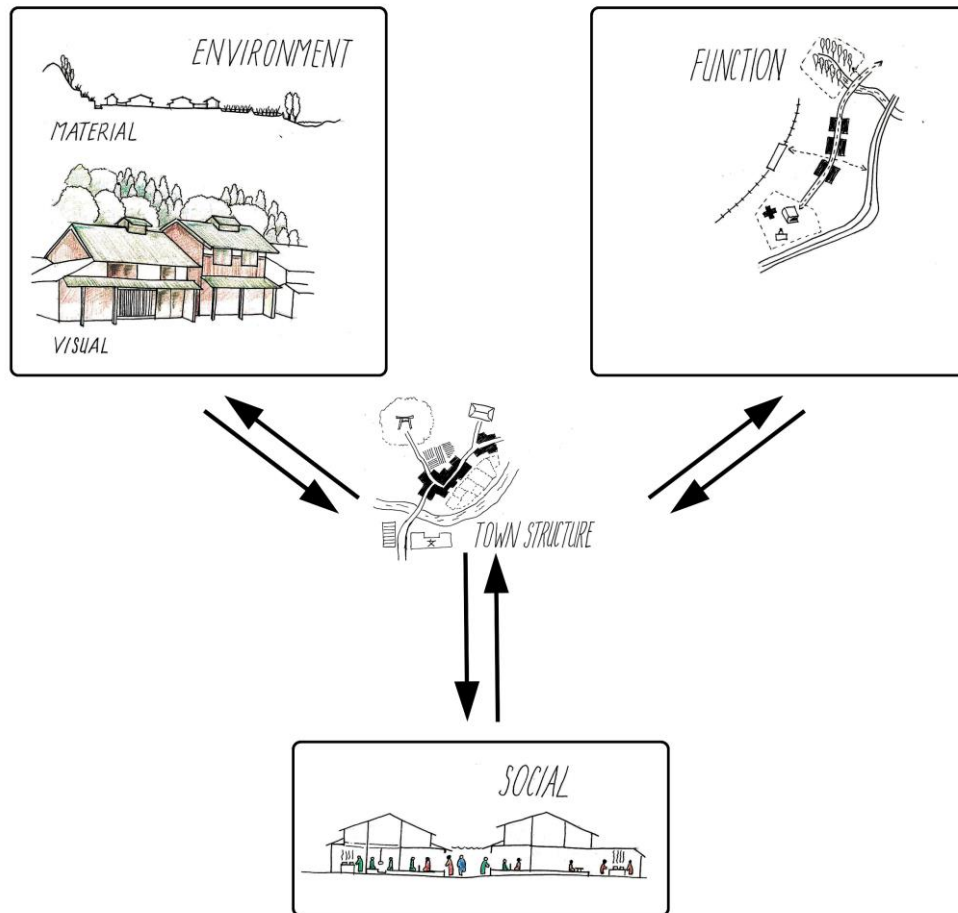 ENVIRONMENT
MATERIAL
VISUAL
FUNCTION
TOWN STRUCTURE
SOCIAL